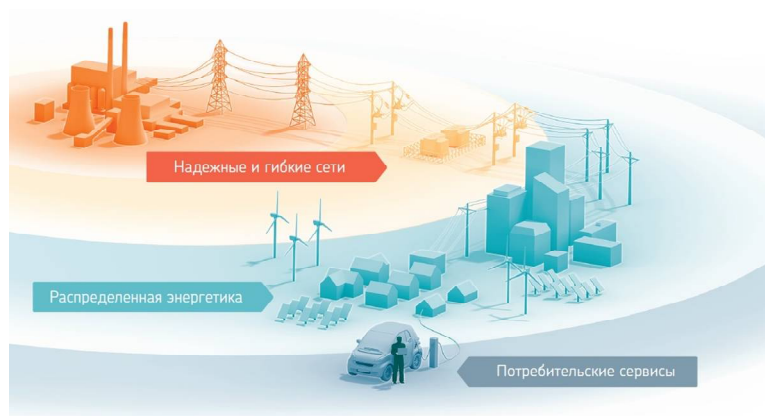 Надежные и гибкие сети
Распределенная энергетика
Потребительские сервисы